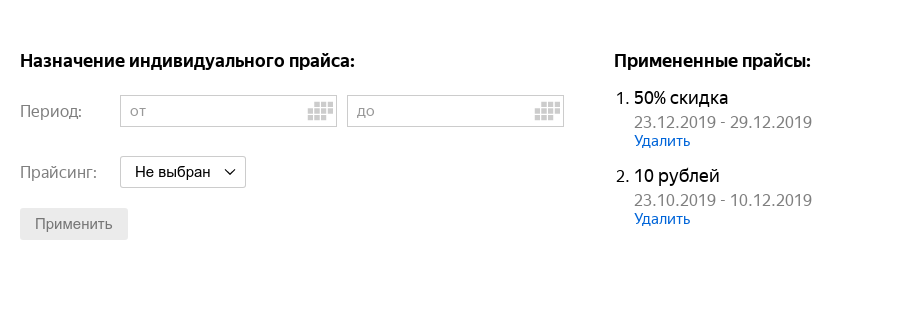 Назначение индивидуального прайса:
Период:
от
до
Прайсинг:
Не выбран
Применить
Примененные прайсы:
1. 50% скидка
23.12.2019 - 29.12.2019
Удалить
2. 10 рублей
23.10.2019 - 10.12.2019
Удалить